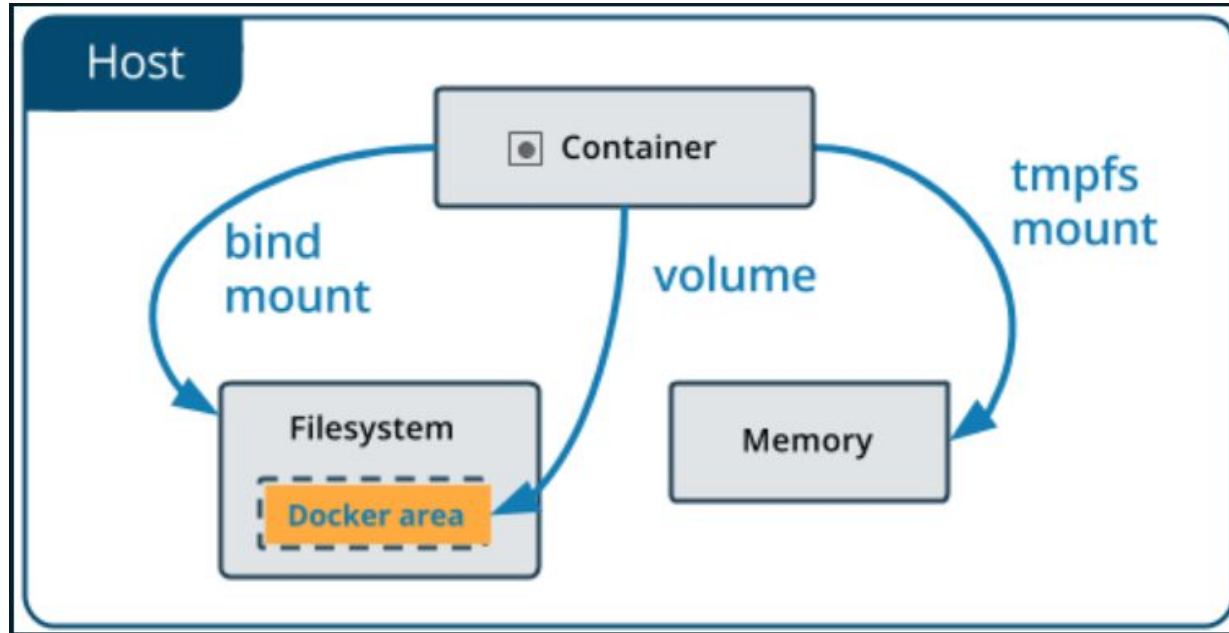 Host
Container
bind
mount
volume
tmpfs
mount
Filesystem
Docker area
Memory